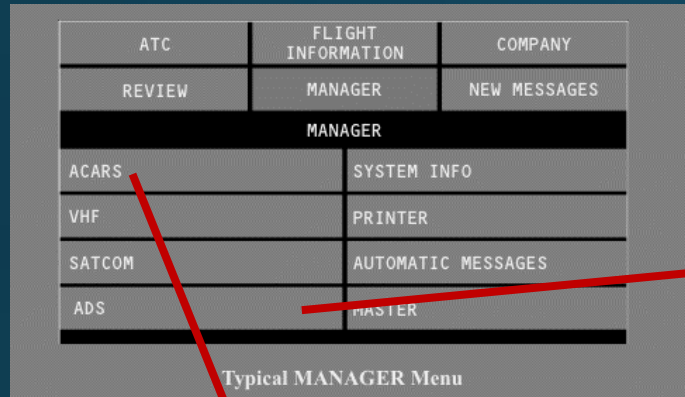 ATC
FLIGHT
INFORMATION
COMPANY
REVIEW
MANAGER
NEW MESSAGES
MANAGER
ACARS
SYSTEM INFO
VHF
PRINTER
SATCOM
AUTOMATIC MESSAGES
ADS
MASTER
Typical MANAGER Menu